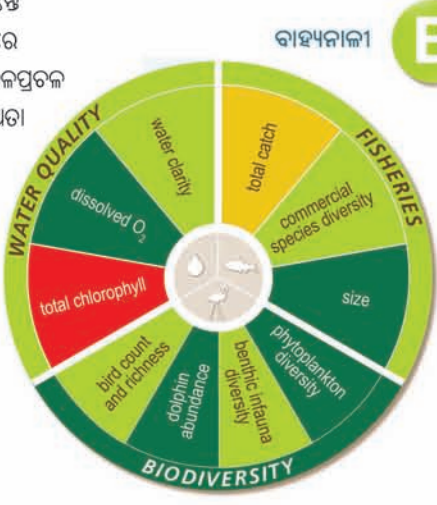 ବାହ୍ୟନାଳୀ
WATER QUALITY
water clarity
dissolved O₂
total chlorophyll
FISHERIES
total catch
commercial
species diversity
size
BIODIVERSITY
phytoplankton
diversity
benthic infauna
diversity
dolphin
abundance
bird count
and richness